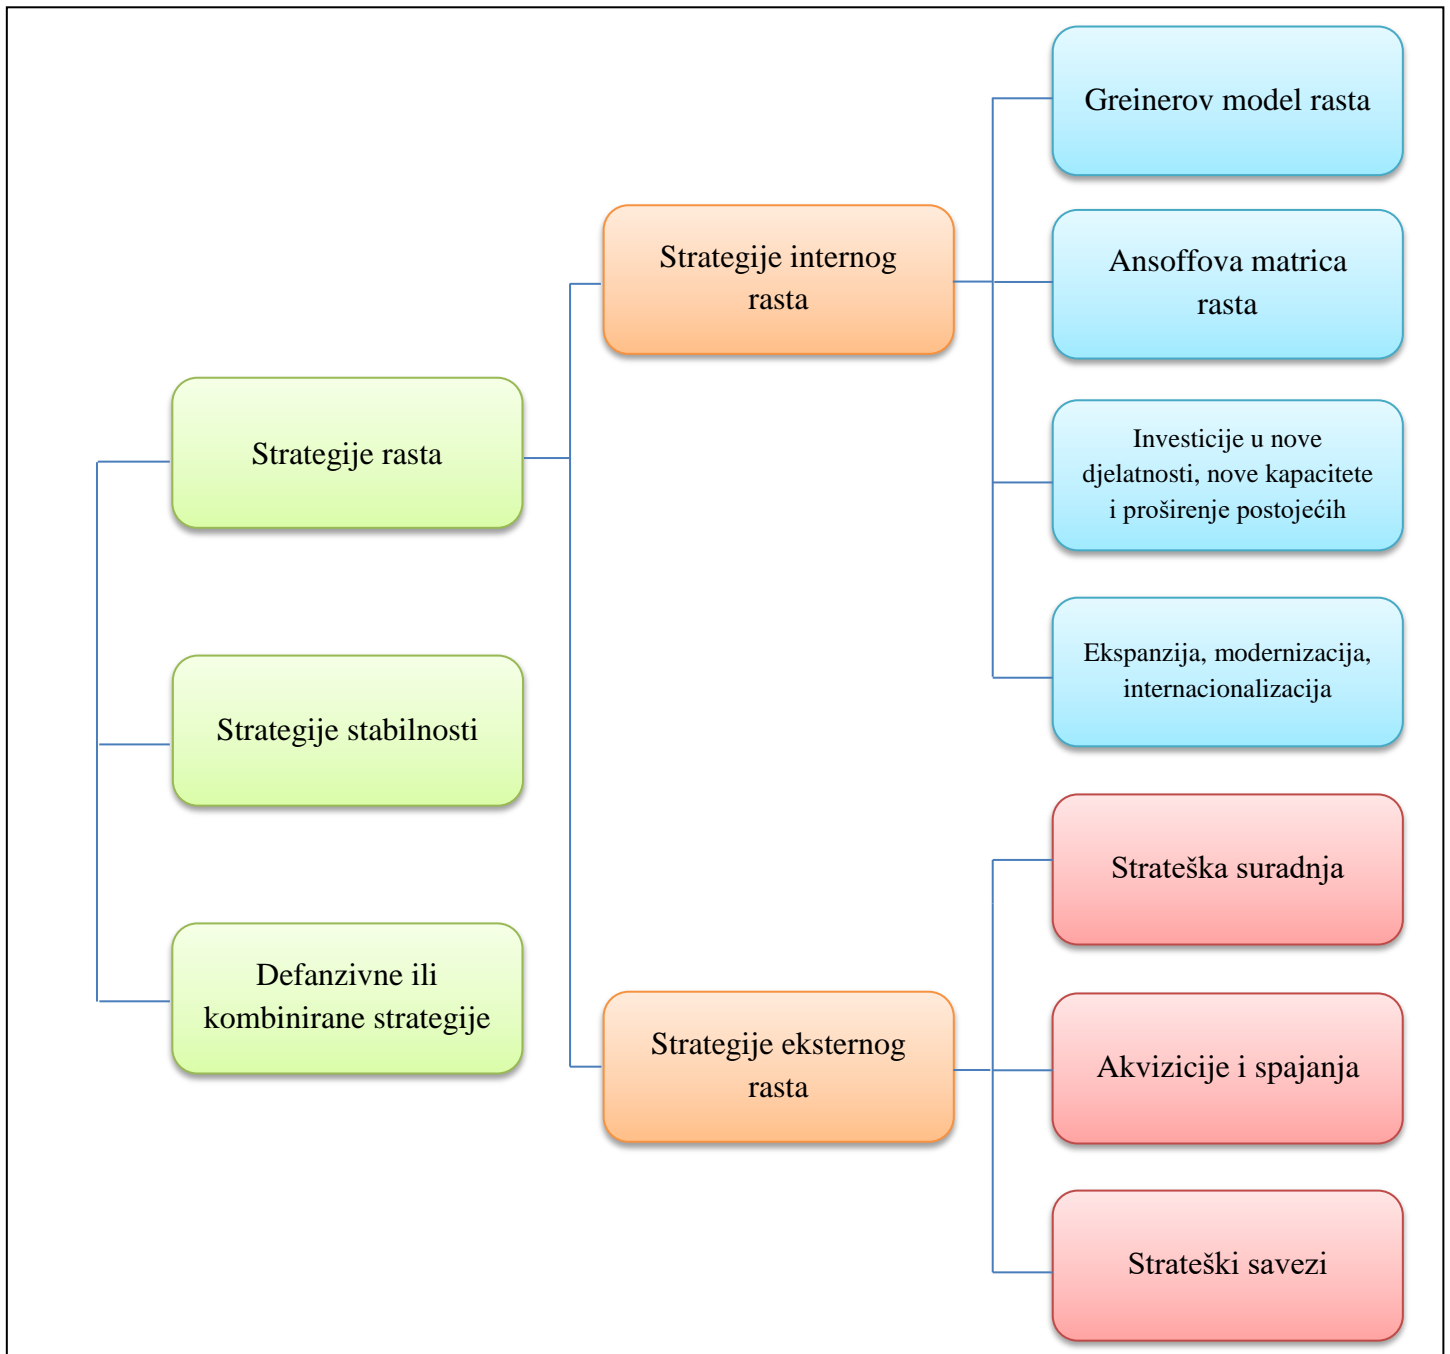 Strategije rasta
Strategije stabilnosti
Defanzivne ili
kombinirane strategije
Strategije internog
rasta
Strategije eksternog
rasta
Greinerov model rasta
Ansoffova matrica
rasta
Investicije u nove
djelatnosti, nove kapacitete
i proširenje postojećih
Ekspanzija, modernizacija,
internacionalizacija
Strateška suradnja
Akvizicije i spajanja
Strateški savezi